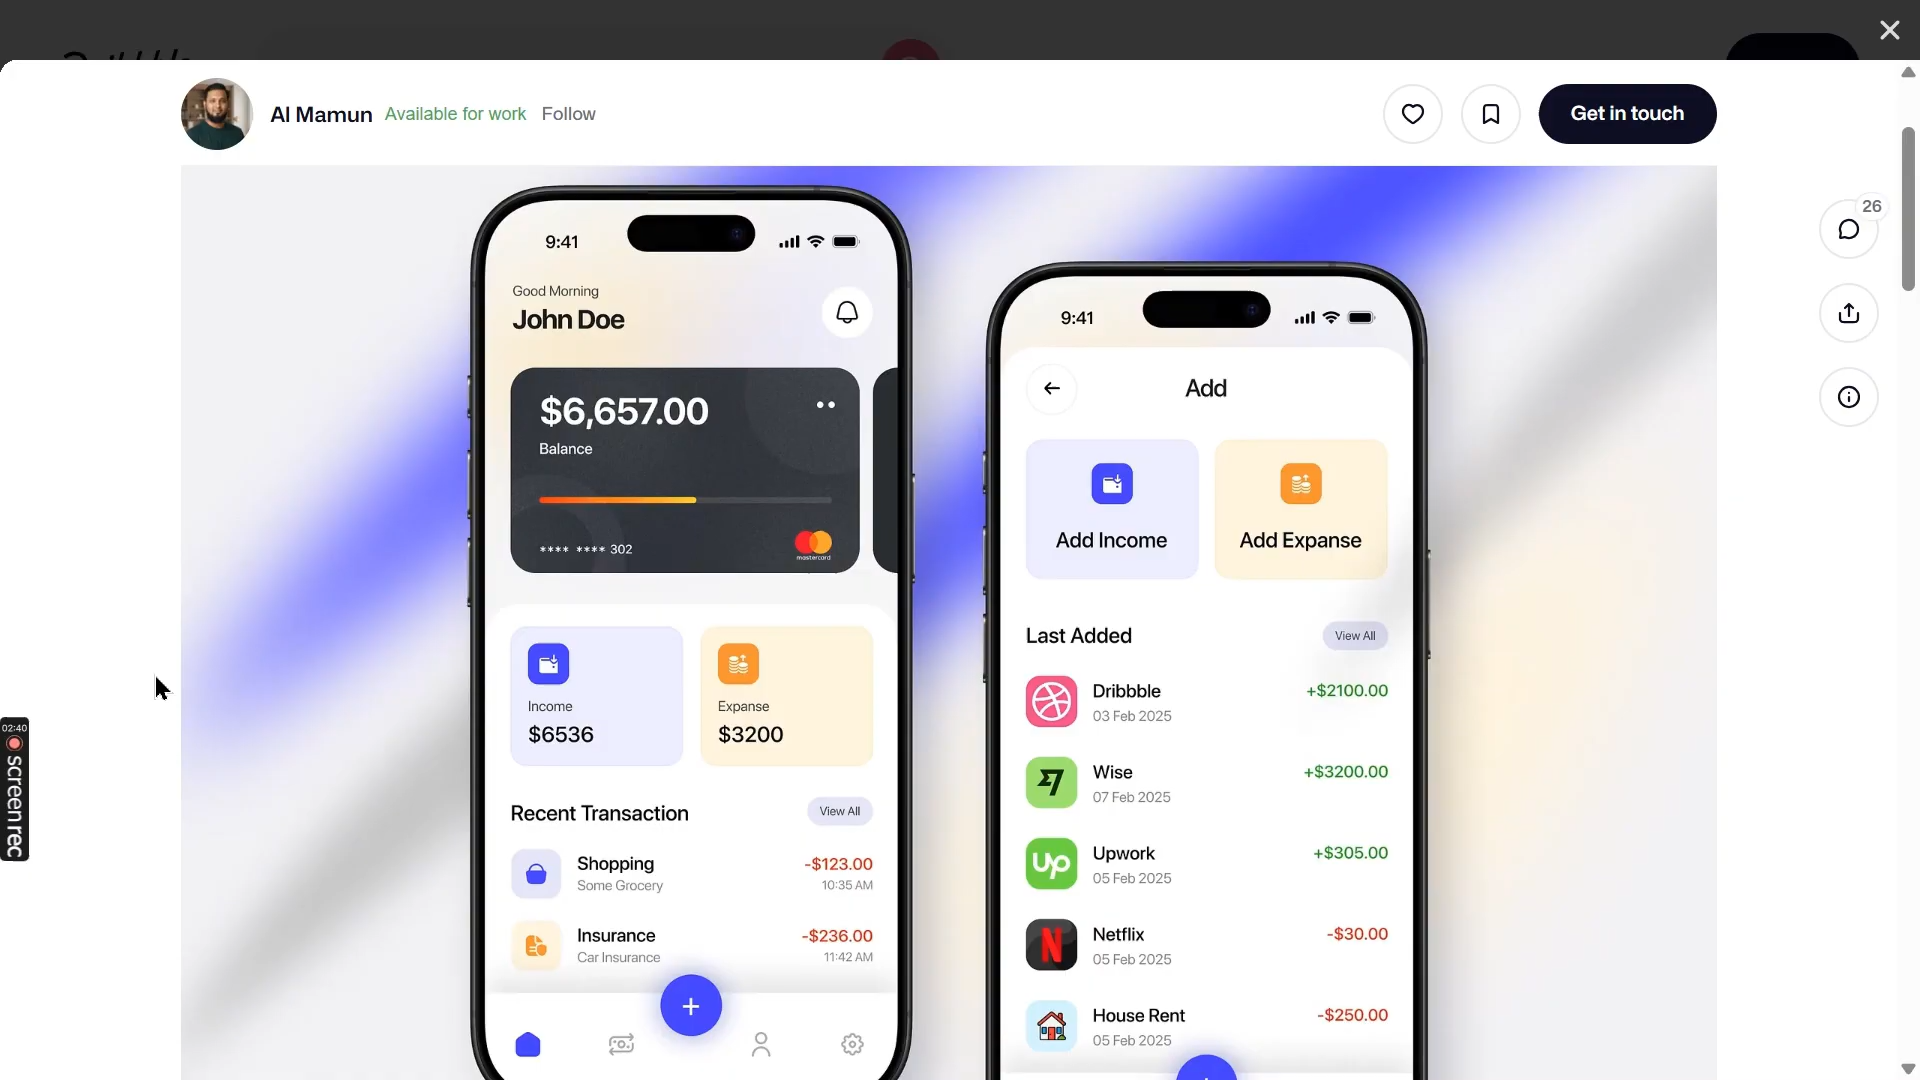 Al Mamun Available for work Follow
Get in touch
26
9:41
Good Morning
John Doe
$6,657.00
Balance
**** **** 302
mastercard
Income
$6536
Expanse
$3200
Recent Transaction
View All
Shopping
-$123.00
Some Grocery
10:35 AM
Insurance
-$236.00
Car Insurance
11:42 AM
9:41
Add
Add Income
Add Expanse
Last Added
View All
Dribbble
+$2100.00
03 Feb 2025
Wise
+$3200.00
07 Feb 2025
up
Upwork
+$305.00
05 Feb 2025
N
Netflix
-$30.00
05 Feb 2025
House Rent
-$250.00
05 Feb 2025
02:40
screen rec